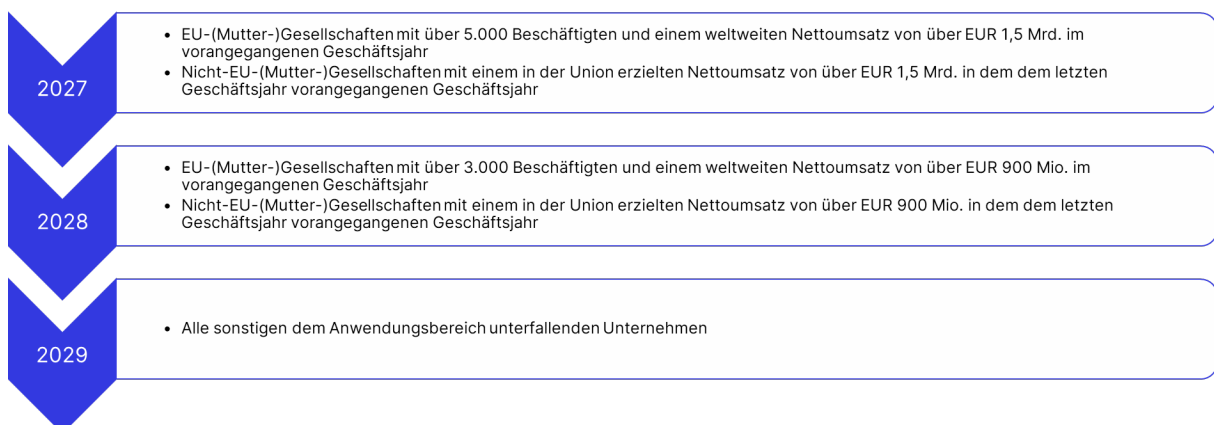 • EU-(Mutter-)Gesellschaften mit über 5.000 Beschäftigten und einem weltweiten Nettoumsatz von über EUR 1,5 Mrd. im
vorangegangenen Geschäftsjahr
2027
• Nicht-EU-(Mutter-)Gesellschaften mit einem in der Union erzielten Nettoumsatz von über EUR 1,5 Mrd. in dem dem letzten
Geschäftsjahr vorangegangenen Geschäftsjahr
• EU-(Mutter-)Gesellschaften mit über 3.000 Beschäftigten und einem weltweiten Nettoumsatz von über EUR 900 Mio. im
vorangegangenen Geschäftsjahr
2028
• Nicht-EU-(Mutter-)Gesellschaften mit einem in der Union erzielten Nettoumsatz von über EUR 900 Mio. in dem dem letzten
Geschäftsjahr vorangegangenen Geschäftsjahr
2029
• Alle sonstigen dem Anwendungsbereich unterfallenden Unternehmen